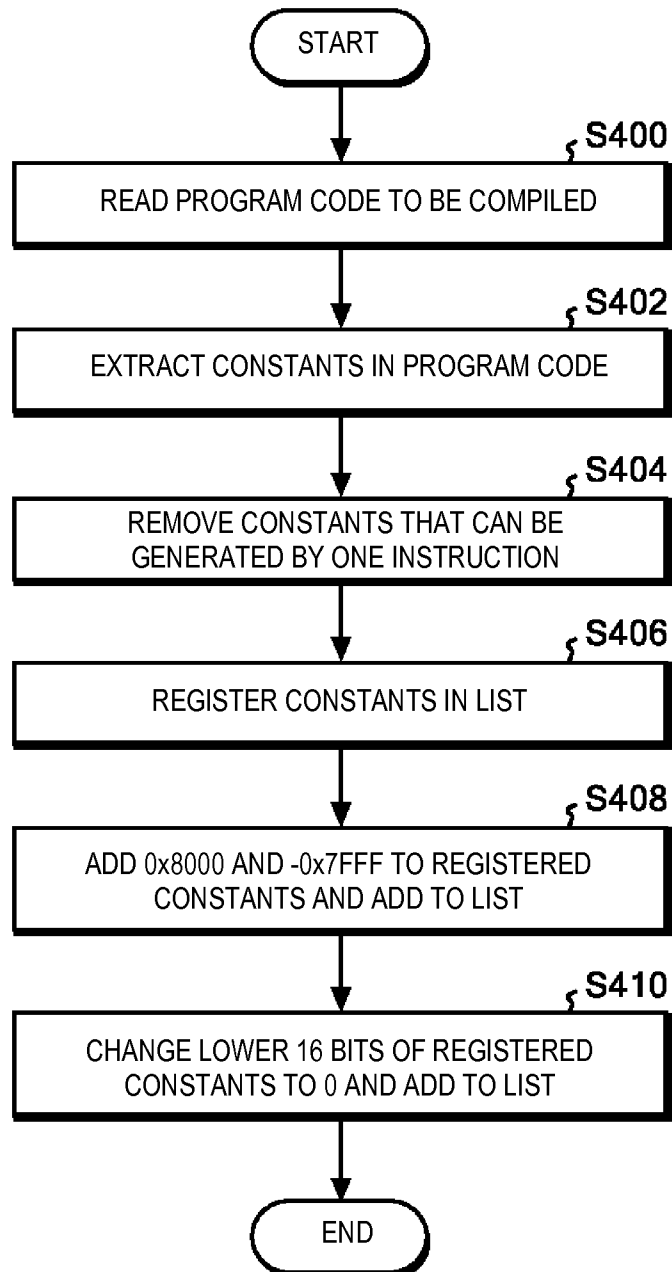 START
S400
READ PROGRAM CODE TO BE COMPILED
S402
EXTRACT CONSTANTS IN PROGRAM CODE
S404
REMOVE CONSTANTS THAT CAN BE
GENERATED BY ONE INSTRUCTION
S406
REGISTER CONSTANTS IN LIST
S408
ADD 0x8000 AND -0x7FFF TO REGISTERED
CONSTANTS AND ADD TO LIST
S410
CHANGE LOWER 16 BITS OF REGISTERED
CONSTANTS TO 0 AND ADD TO LIST
END